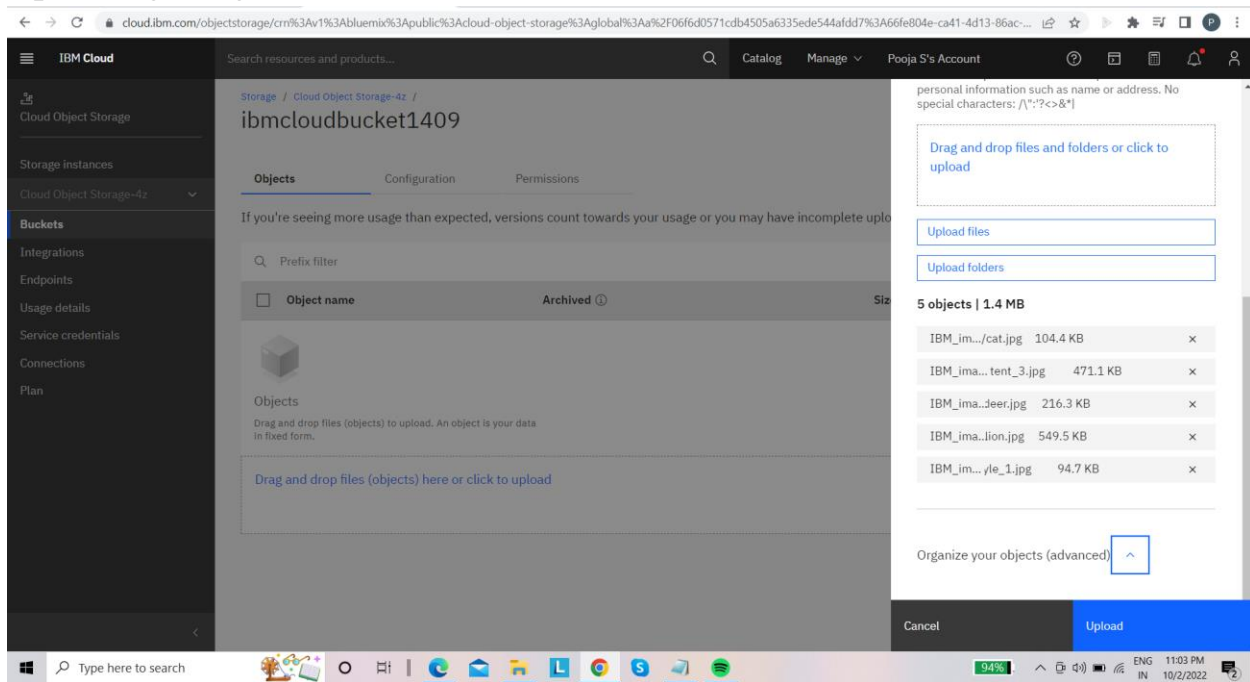 cloud.ibm.com/objectstorage/crn%3Av1%3Abluemix%3Apublic%3Acloud-object-storage%3Aglobal%3Aa%2F06f6d0571cdb4505a6335ede544afdd7%3A66fe804e-ca41-4d13-86ac-...
P
IBM Cloud
Search resources and products...
Catalog
Manage
Pooja S's Account
Cloud Object Storage
Storage instances
Cloud Object Storage-4z
Buckets
Integrations
Endpoints
Usage details
Service credentials
Connections
Plan
Storage / Cloud Object Storage-4z /
ibmcloudbucket1409
Objects Configuration Permissions
If you're seeing more usage than expected, versions count towards your usage or you may have incomplete uplo
Prefix filter
Object name Archived Siz
Objects
Drag and drop files (objects) to upload. An object is your data
in fixed form.
Drag and drop files (objects) here or click to upload
personal information such as name or address. No
special characters: /\":'?<>&*|
Drag and drop files and folders or click to
upload
Upload files
Upload folders
5 objects | 1.4 MB
IBM_im.../cat.jpg 104.4 KB
IBM_ima... tent_3.jpg 471.1 KB
IBM_ima..deer.jpg 216.3 KB
IBM_ima..lion.jpg 549.5 KB
IBM_im... yle_1.jpg 94.7 KB
Organize your objects (advanced)
Cancel Upload
Type here to search
L
S
94%
ENG 11:03 PM
IN 10/2/2022
2